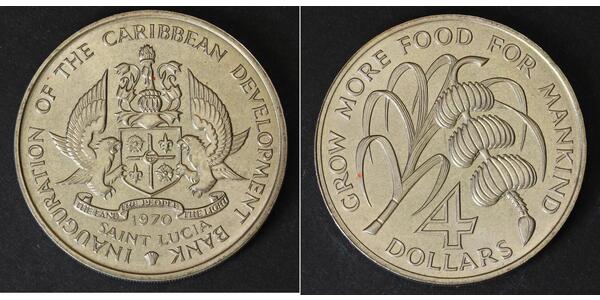 INAUGURATION OF THE CARIBBEAN DEVELOPMENT BANK
THE LAND THE PEOPLE THE LIGHT
1970
SAINT LUCIA
GROW MORE FOOD FOR MANKIND
4
DOLLARS